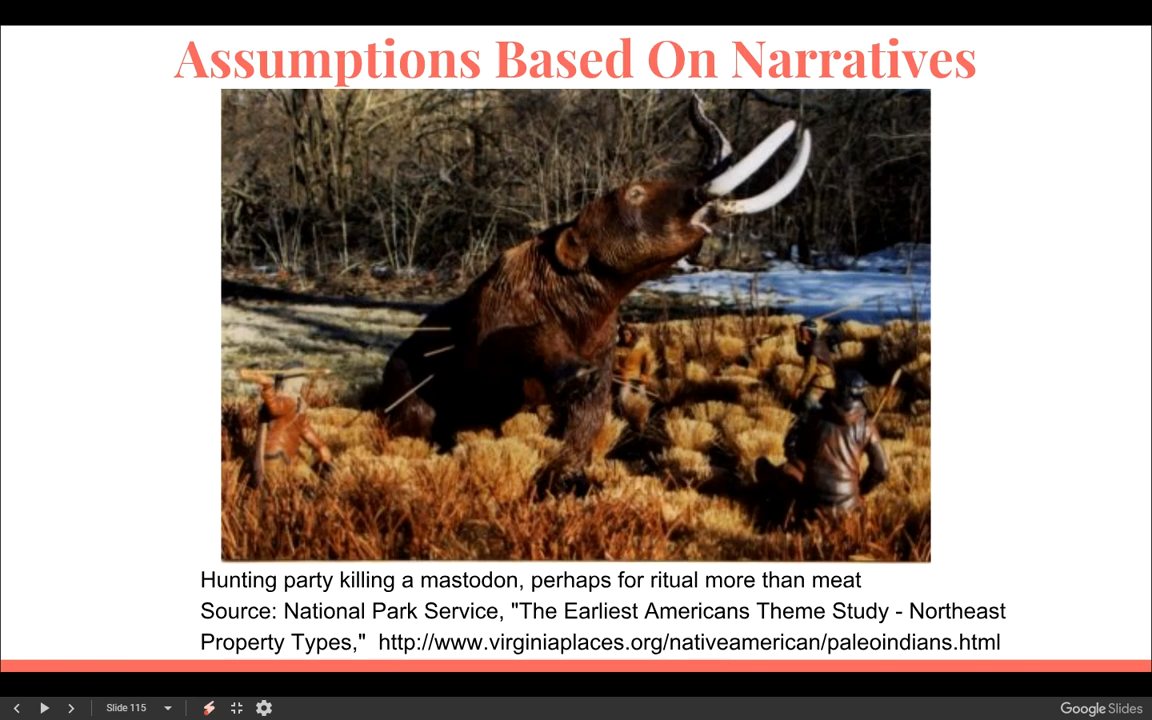 Assumptions Based On Narratives
Hunting party killing a mastodon, perhaps for ritual more than meat
Source: National Park Service, "The Earliest Americans Theme Study - Northeast
Property Types,"  http://www.virginiaplaces.org/nativeamerican/paleoindians.html
Slide 115
Google Slides